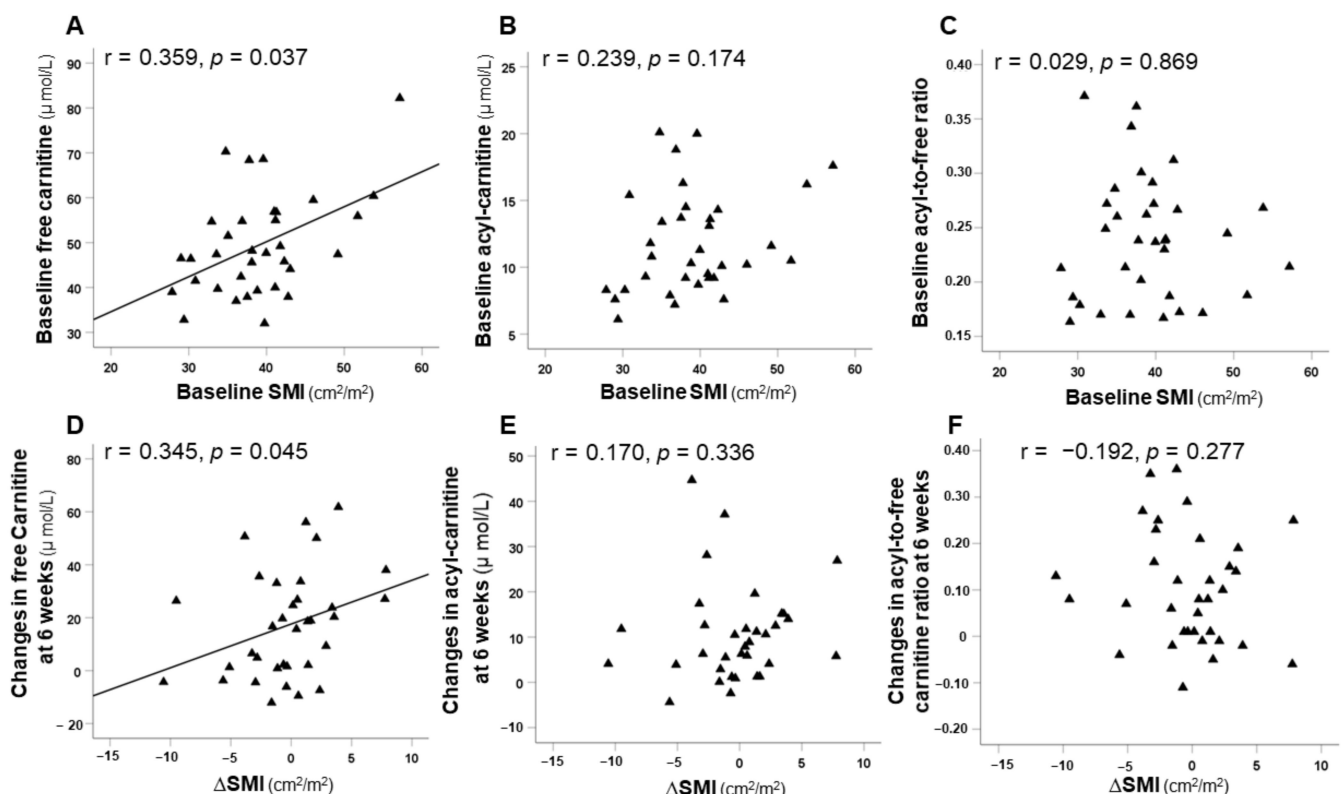 A
r = 0.359, p = 0.037
Baseline free carnitine (μ mol/L)
90
80
70
60
50
40
30
20
30
40
50
60
Baseline SMI (cm²/m²)
B
r = 0.239, p = 0.174
Baseline acyl-carnitine (μ mol/L)
25
20
15
10
5
20
30
40
50
60
Baseline SMI (cm²/m²)
C
r = 0.029, p = 0.869
Baseline acyl-to-free ratio
0.40
0.35
0.30
0.25
0.20
0.15
20
30
40
50
60
Baseline SMI (cm²/m²)
D
r = 0.345, p = 0.045
Changes in free Carnitine
at 6 weeks (μ mol/L)
80
60
40
20
0
− 20
−15
−10
−5
0
5
10
ΔSMI (cm²/m²)
E
r = 0.170, p = 0.336
Changes in acyl-carnitine
at 6 weeks (μ mol/L)
50
40
30
20
10
0
−10
−15
−10
−5
0
5
10
ΔSMI (cm²/m²)
F
r = −0.192, p = 0.277
Changes in acyl-to-free
carnitine ratio at 6 weeks
0.40
0.30
0.20
0.10
0
−0.10
−0.20
−15
−10
−5
0
5
10
ΔSMI (cm²/m²)